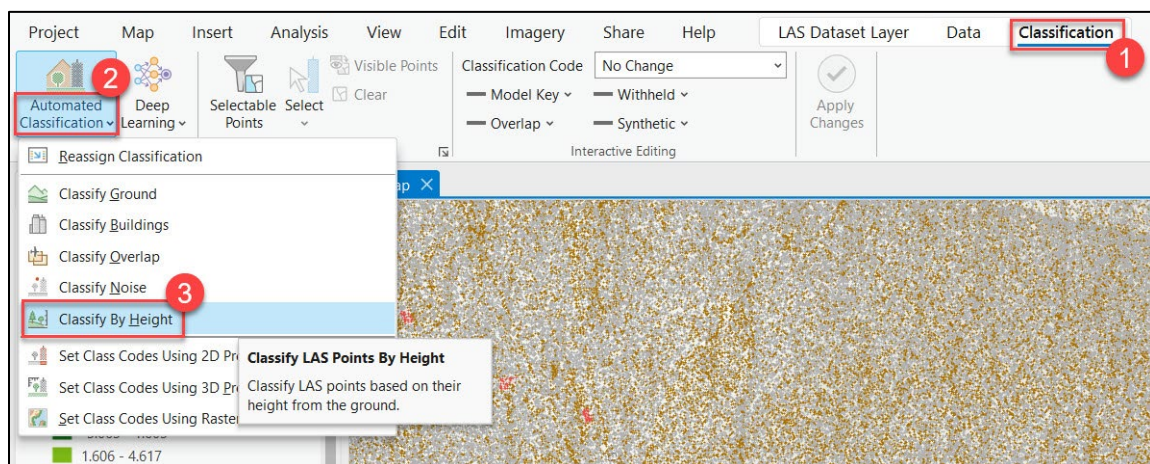 Project Map Insert Analysis View Edit Imagery Share Help LAS Dataset Layer Data Classification
1
2
Automated
Classification
Deep
Learning
Selectable
Points
Select
Visible Points
Clear
Classification Code No Change
Model Key Withheld
Overlap Synthetic
Apply
Changes
Interactive Editing
Reassign Classification
ap
Classify Ground
Classify Buildings
Classify Overlap
Classify Noise
3
Classify By Height
Set Class Codes Using 2D Pr
Classify LAS Points By Height
Classify LAS points based on their
height from the ground.
Set Class Codes Using 3D Pr
Set Class Codes Using Raster
1.606 - 4.617